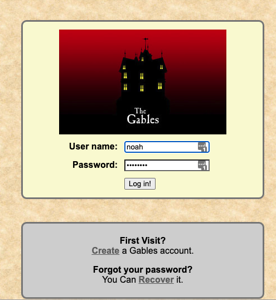 The
Gables
User name: noah
Password: ••••••••
Log in!
First Visit?
Create a Gables account.
Forgot your password?
You Can Recover it.